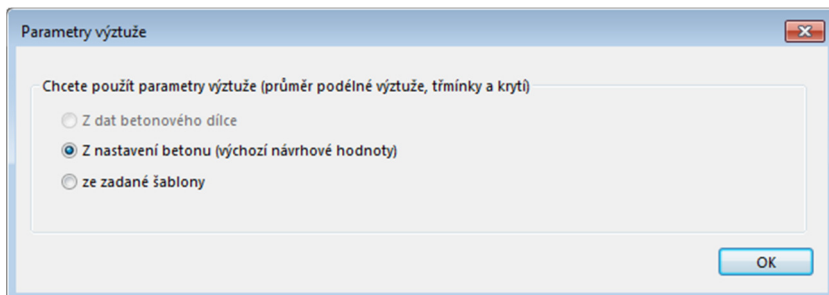 Parametry výztuže
Chcete použít parametry výztuže (průměr podélné výztuže, třmínky a krytí)
Z dat betonového dílce
Z nastavení betonu (výchozí návrhové hodnoty)
ze zadané šablony
OK